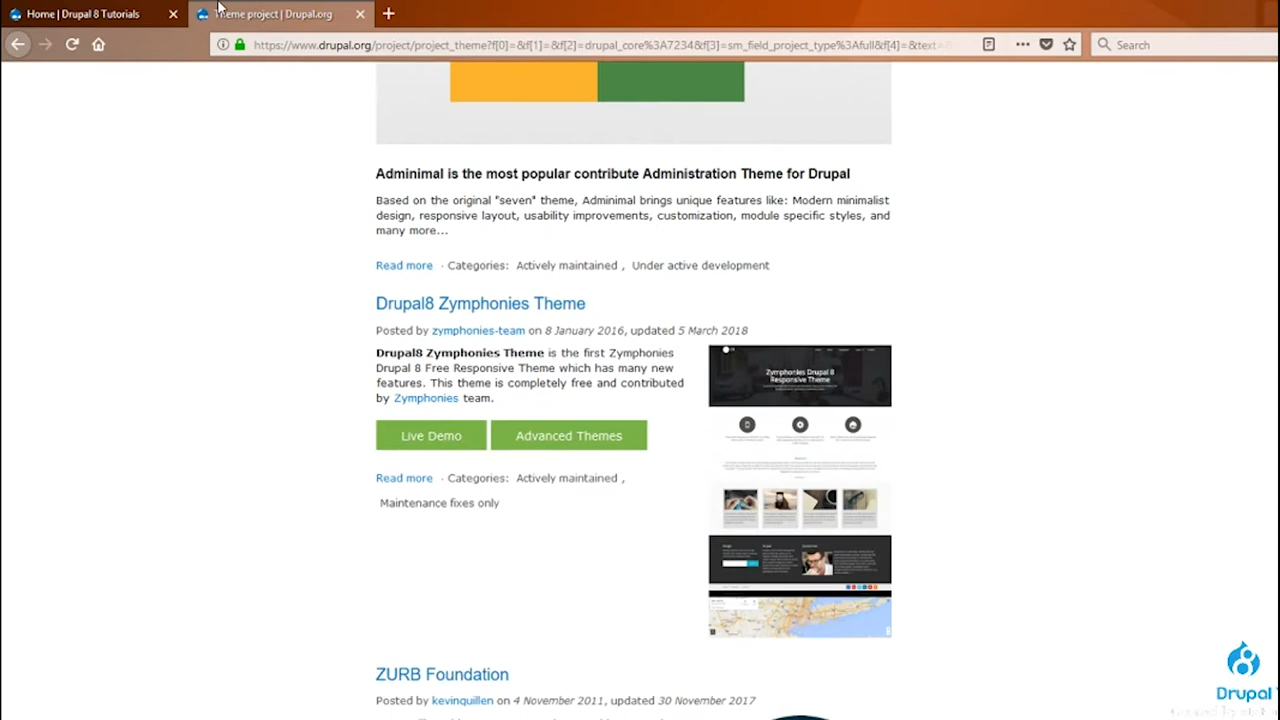 Home | Drupal 8 Tutorials
Theme project | Drupal.org
https://www.drupal.org/project/project_theme?f[0]=&f[1]=&f[2]=drupal_core%3A7234&f[3]=sm_field_project_type%3Afull&f[4]=&text=
Search
Adminimal is the most popular contribute Administration Theme for Drupal
Based on the original "seven" theme, Adminimal brings unique features like: Modern minimalist
design, responsive layout, usability improvements, customization, module specific styles, and
many more...
Read more · Categories: Actively maintained , Under active development
Drupal8 Zymphonies Theme
Posted by zymphonies-team on 8 January 2016, updated 5 March 2018
Drupal8 Zymphonies Theme is the first Zymphonies
Drupal 8 Free Responsive Theme which has many new
features. This theme is completely free and contributed
by Zymphonies team.
Live Demo
Advanced Themes
Read more · Categories: Actively maintained ,
Maintenance fixes only
Zymphonies Drupal 8
Responsive Theme
ZURB Foundation
Posted by kevinquillen on 4 November 2011, updated 30 November 2017
Drupal